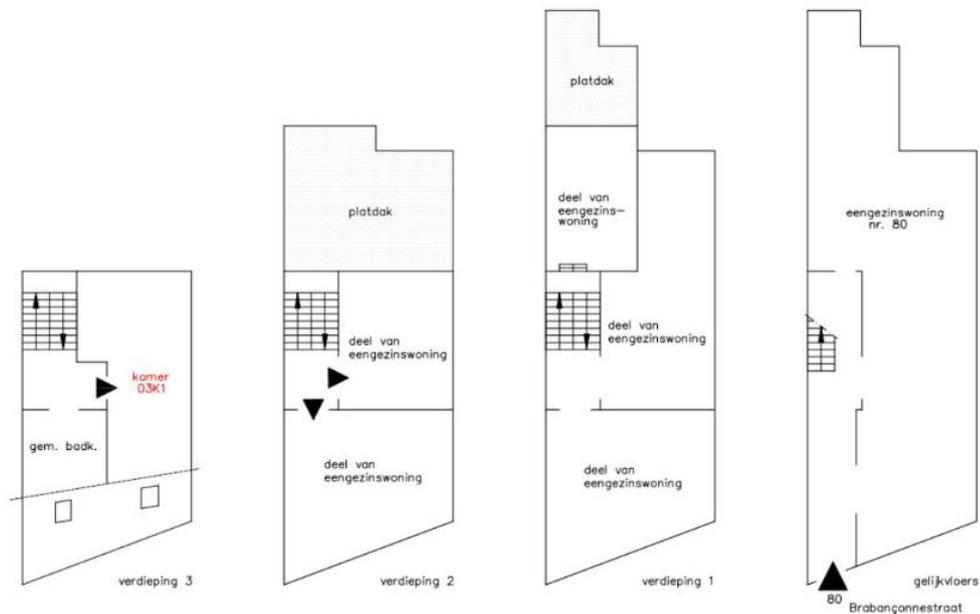 kamer
03K1
gem. badk.
verdieping 3
platdak
deel van
eengezinswoning
deel van
eengezinswoning
verdieping 2
platdak
deel van
eengezins-
woning
deel van
eengezinswoning
deel van
eengezinswoning
verdieping 1
eengezinswoning
nr. 80
gelijkvloers
80
Brabançonnestraat